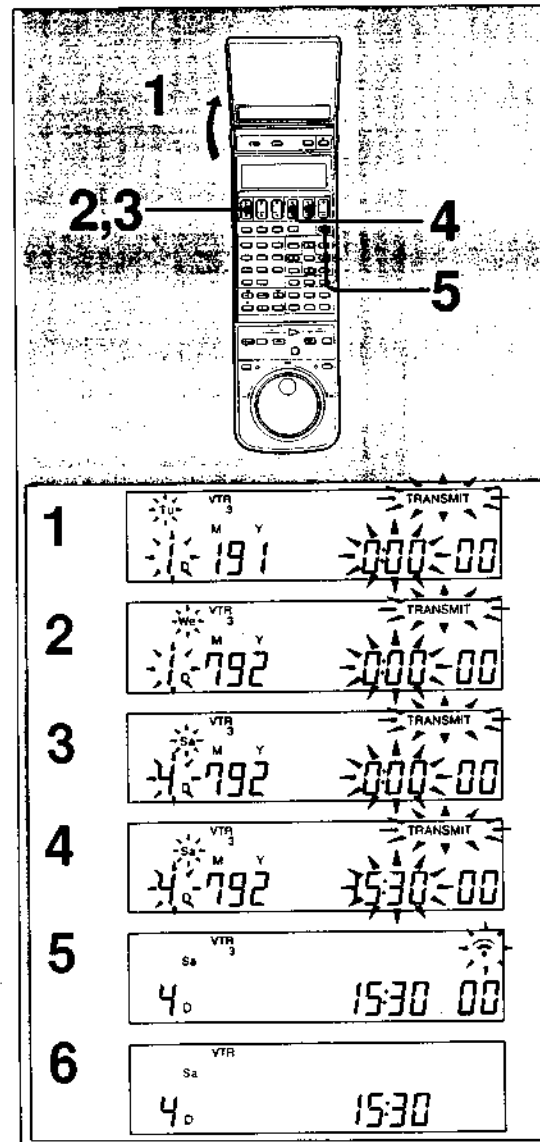 1
2,3
4
5
1
Tu VTR 3 TRANSMIT
M Y
1 D 191 0:00 00
2
We VTR 3 TRANSMIT
M Y
1 D 792 0:00 00
3
Sa VTR 3 TRANSMIT
M Y
4 D 792 0:00 00
4
Sa VTR 3 TRANSMIT
M Y
4 D 792 15:30 00
5
VTR 3
Sa
4 D 15:30 00
6
VTR
Sa
4 D 15:30